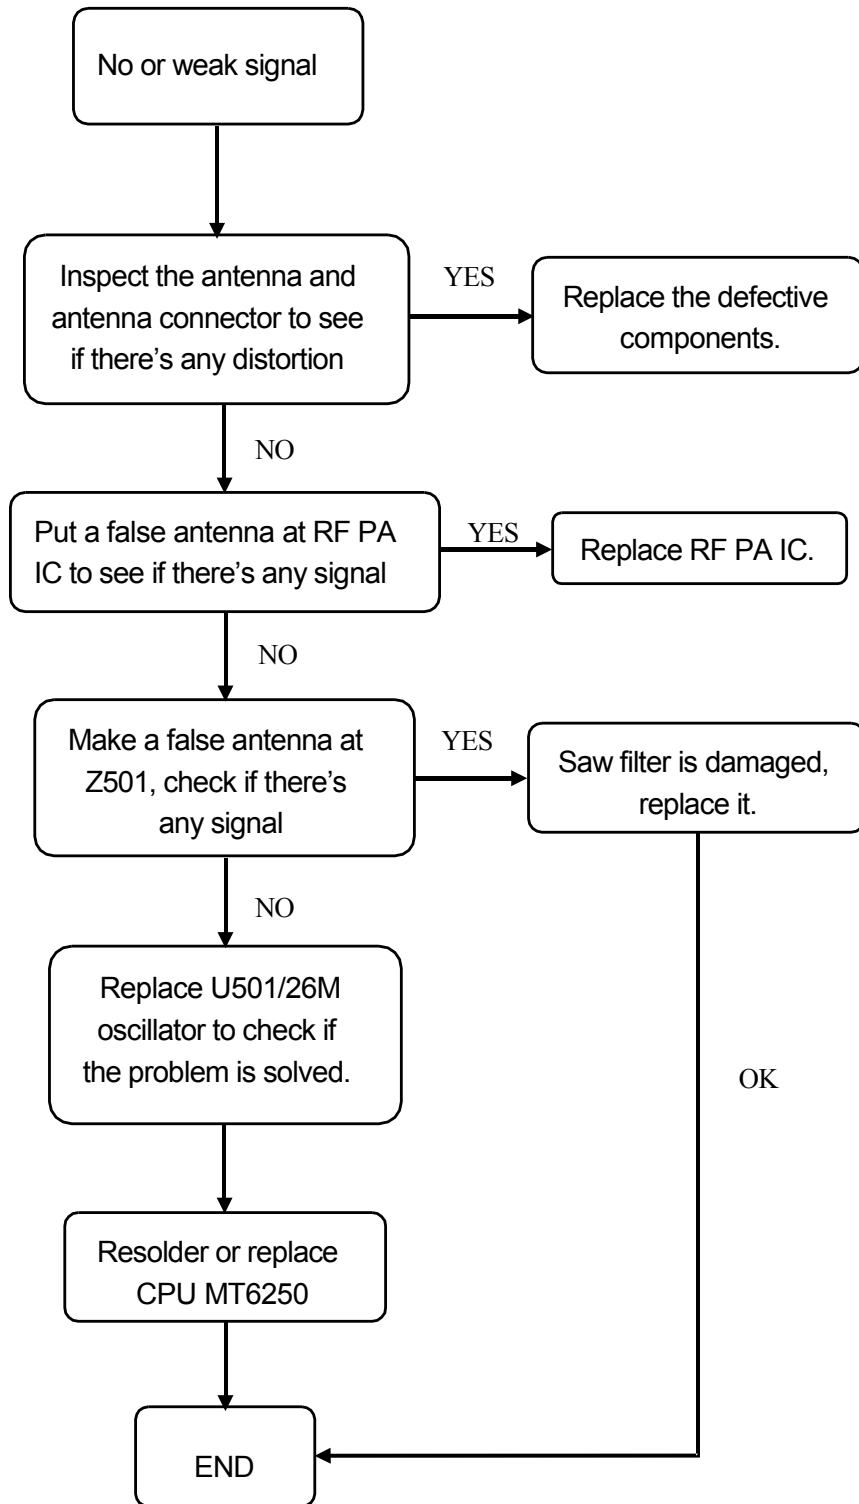 No or weak signal
Inspect the antenna and
antenna connector to see
if there’s any distortion
YES
Replace the defective
components.
NO
Put a false antenna at RF PA
IC to see if there’s any signal
YES
Replace RF PA IC.
NO
Make a false antenna at
Z501, check if there’s
any signal
YES
Saw filter is damaged,
replace it.
NO
Replace U501/26M
oscillator to check if
the problem is solved.
OK
Resolder or replace
CPU MT6250
END